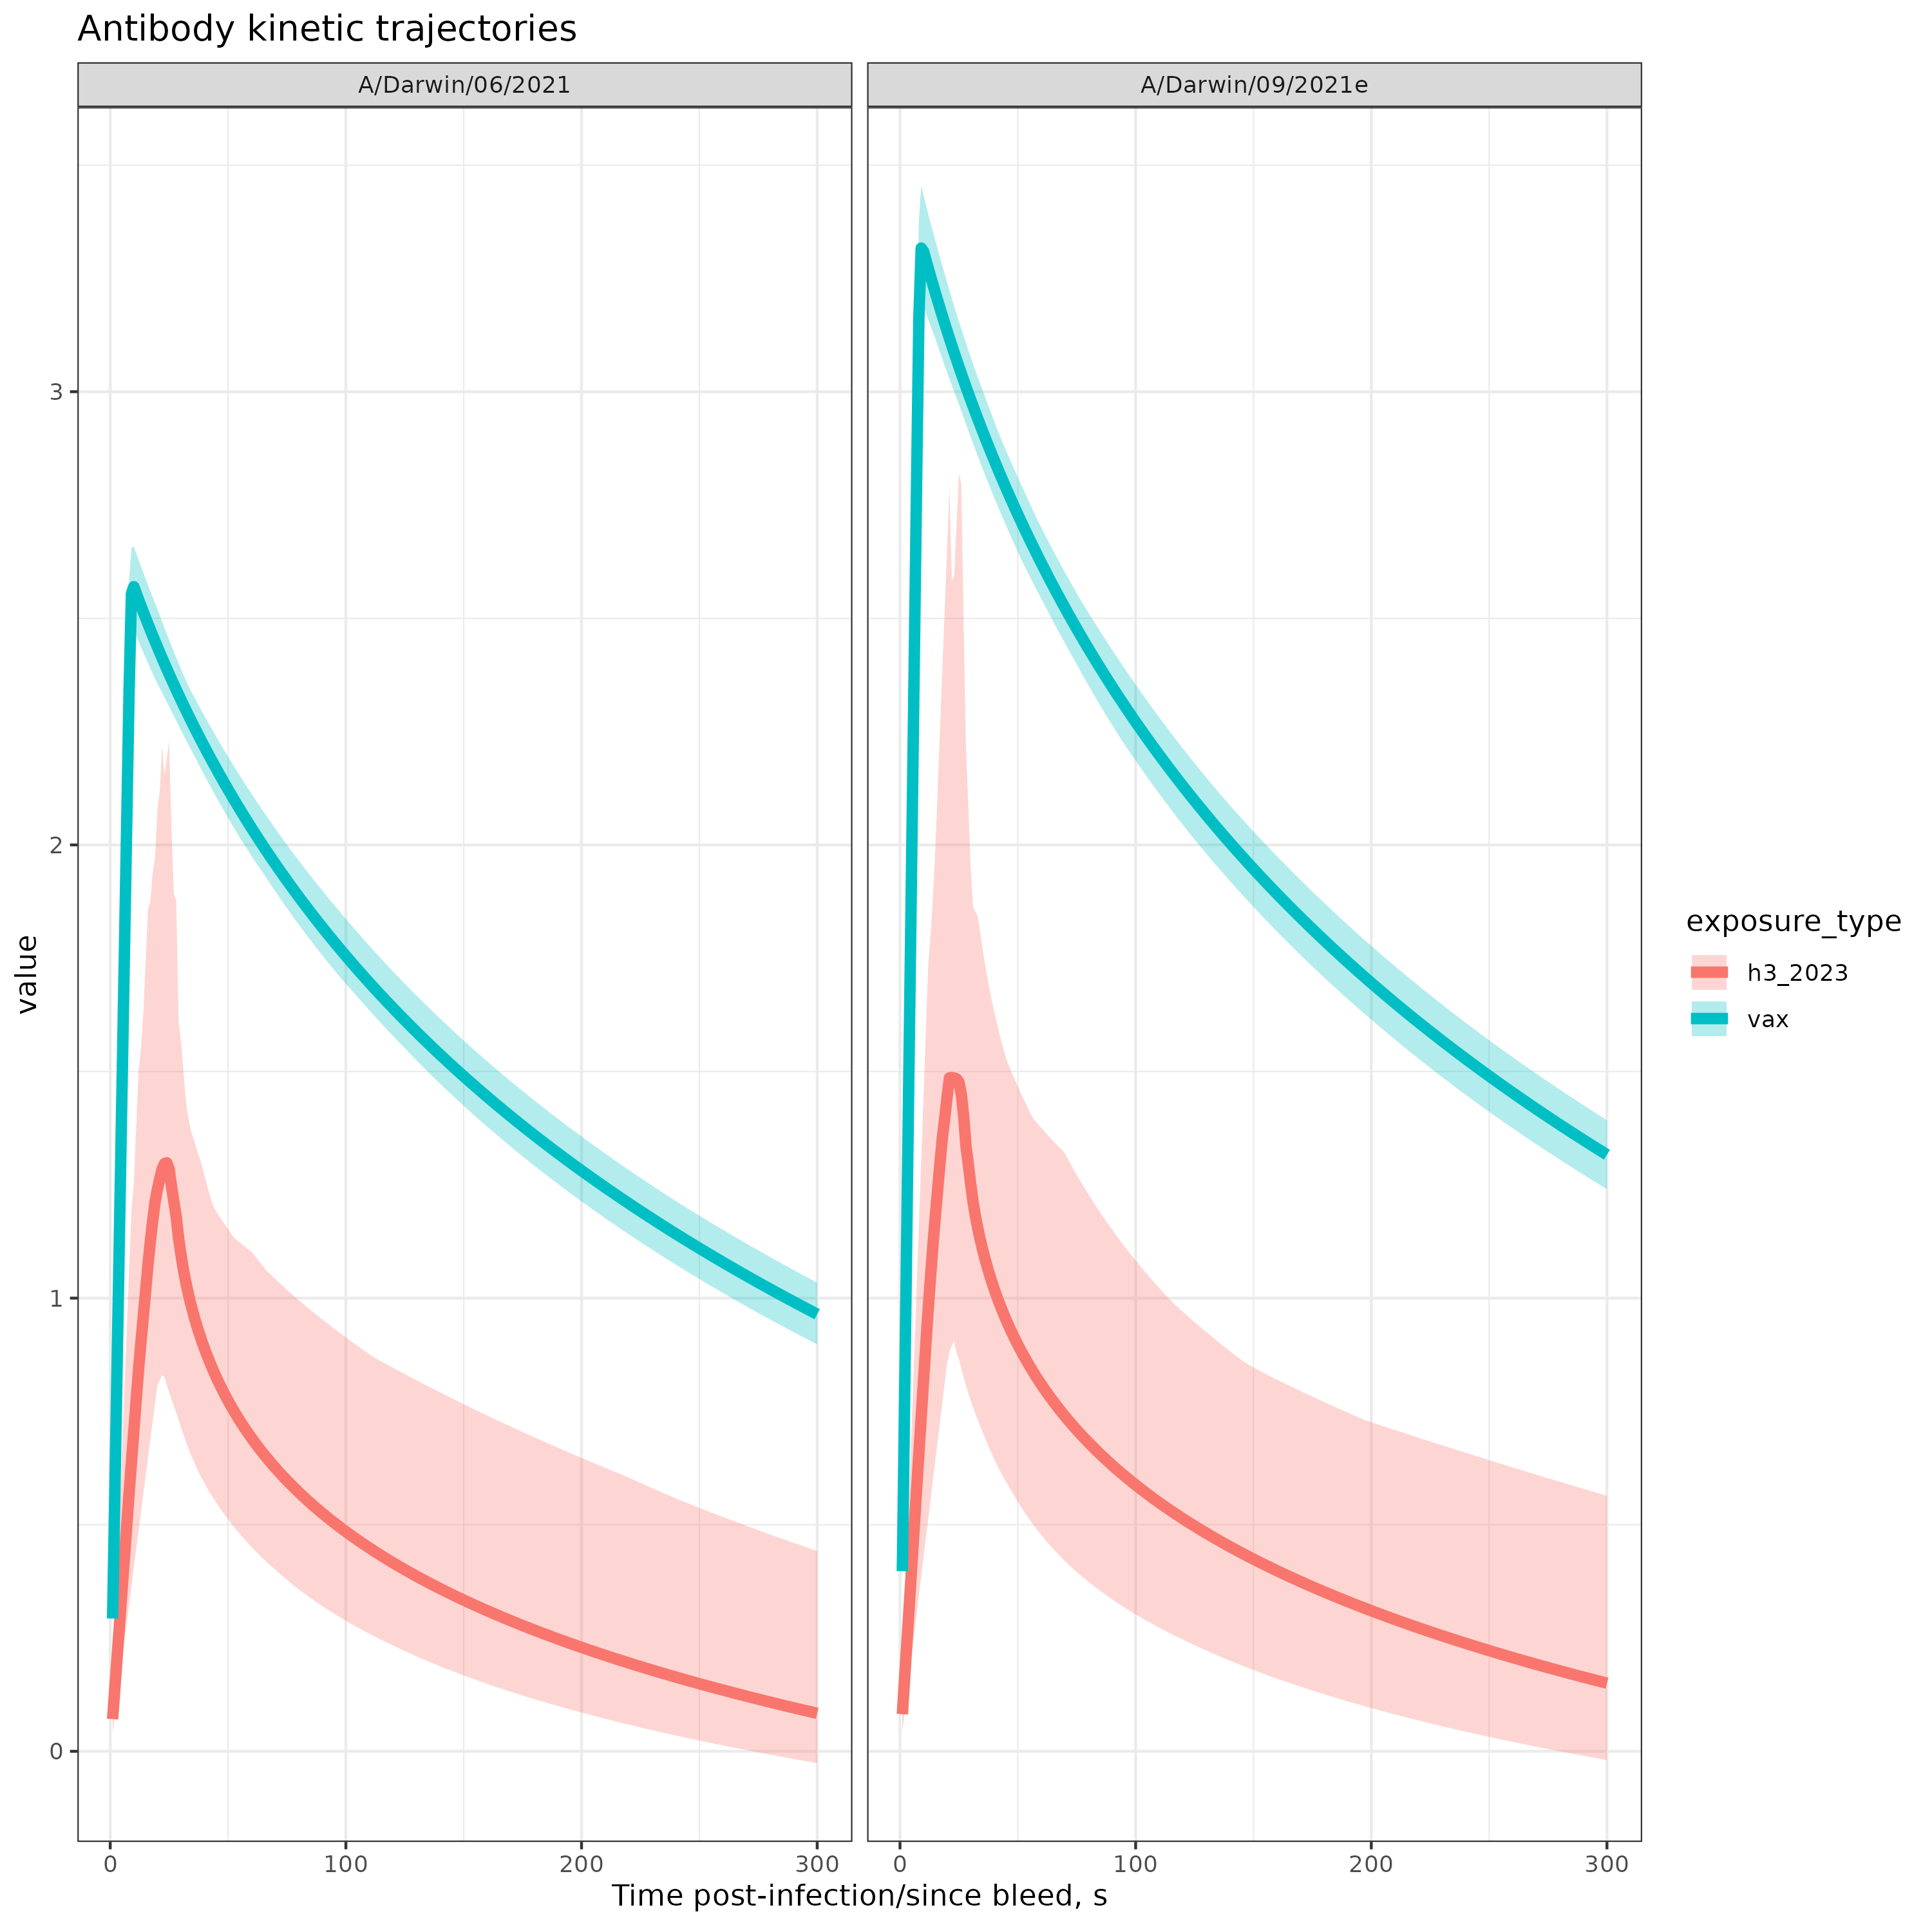 Antibody kinetic trajectories
A/Darwin/06/2021
A/Darwin/09/2021e
3
2
1
0
value
0 100 200 300
0 100 200 300
Time post-infection/since bleed, s
exposure_type
h3_2023
vax